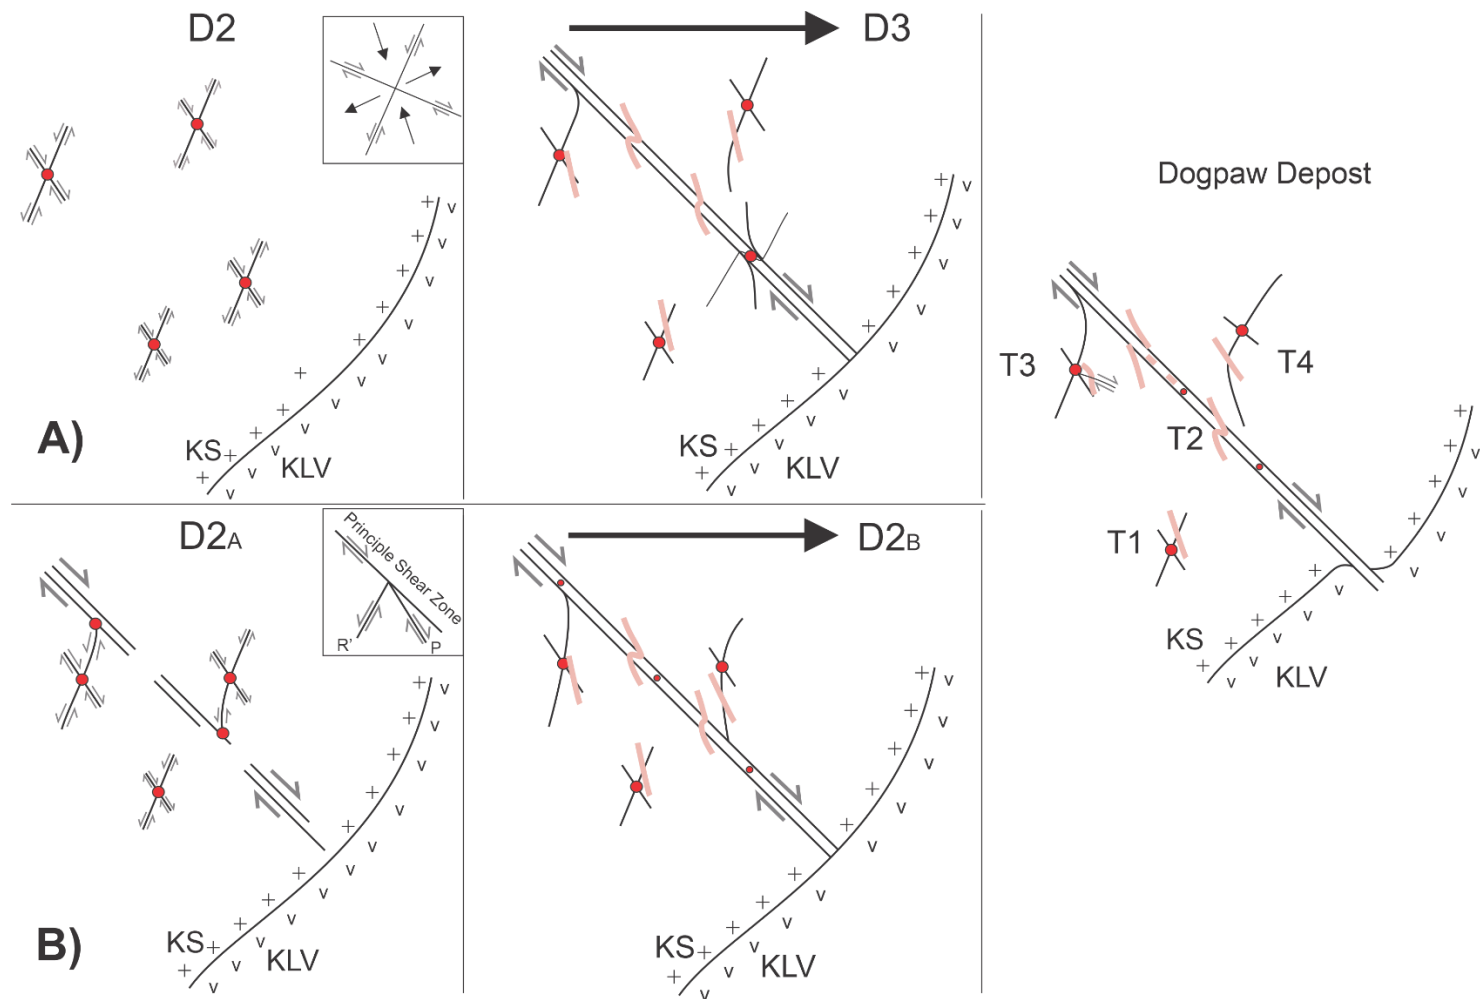 D2
D3
Dogpaw Depost
T3
T4
T2
T1
KS
KLV
A)
KS
KLV
KS
KLV
D2A
Principle Shear Zone
R'
P
D2B
B)
KS
KLV
KS
KLV